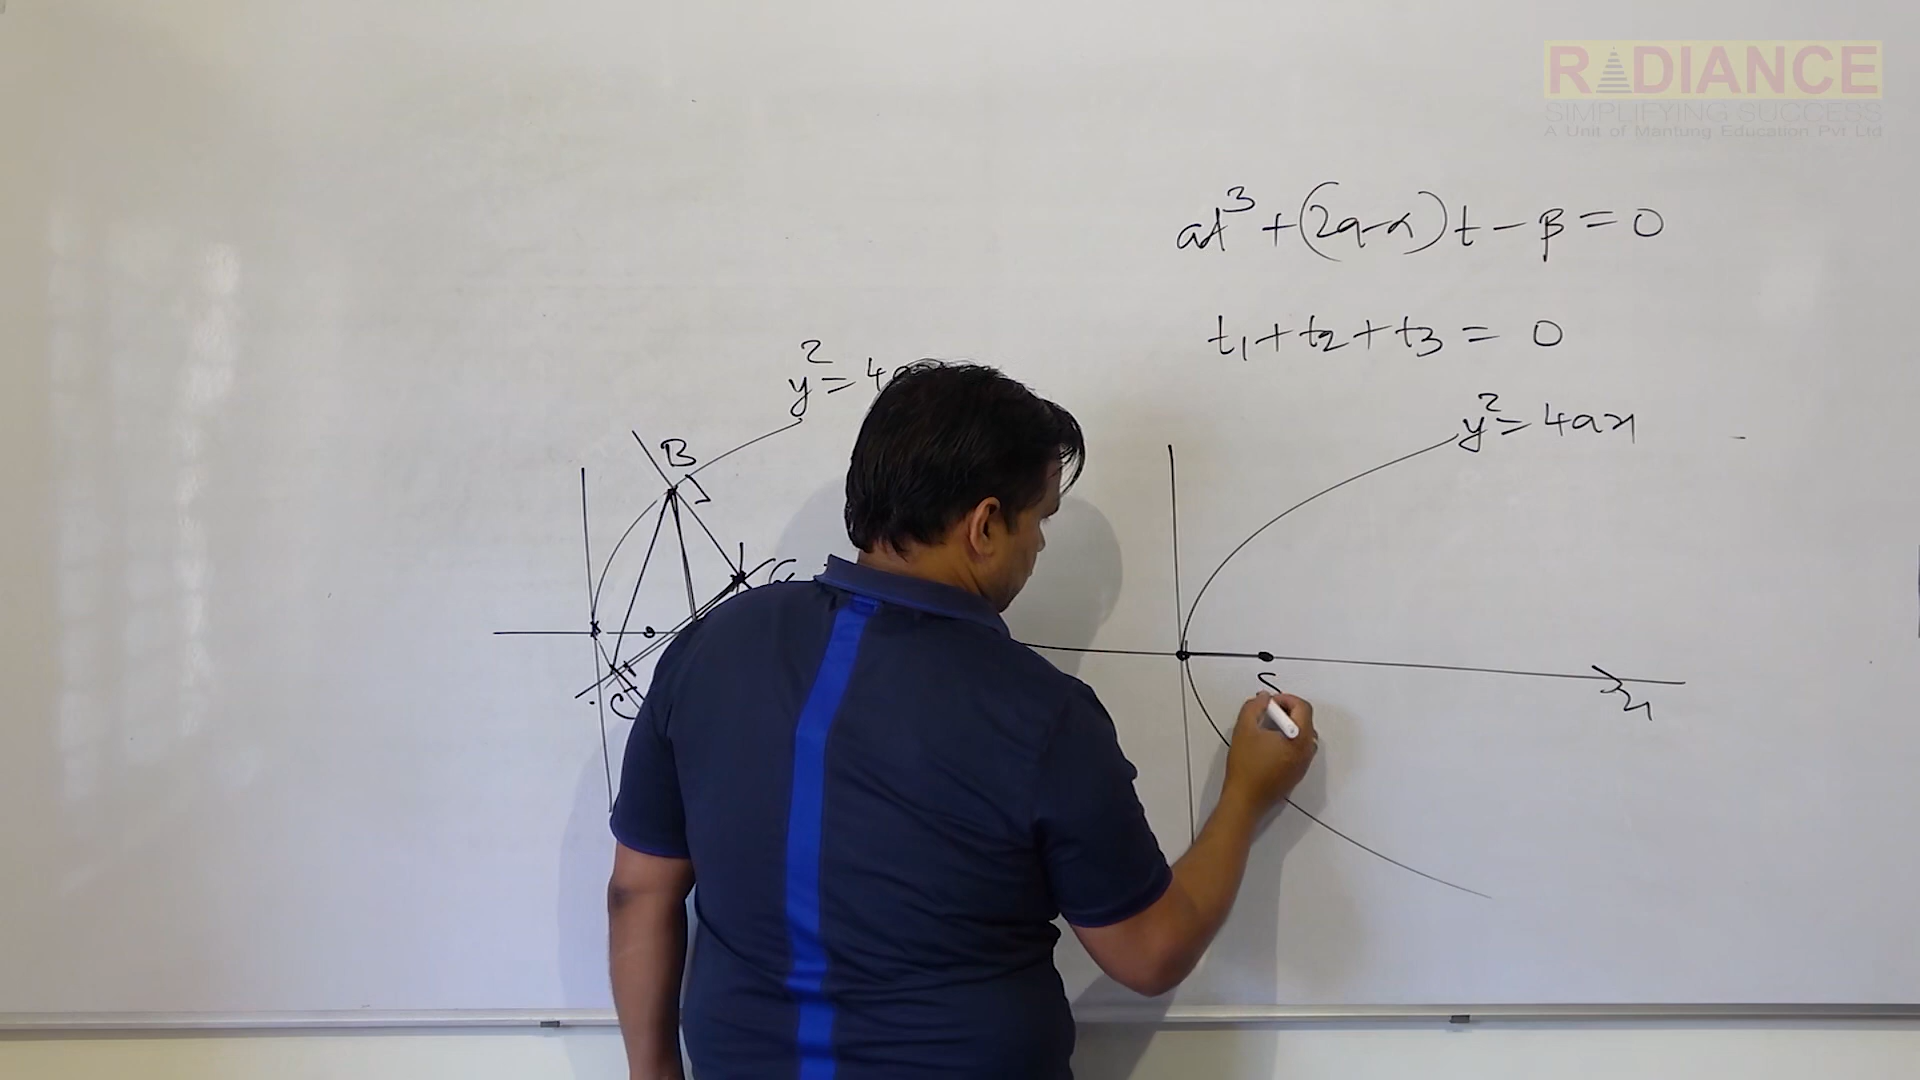 RADIANCE
SIMPLIFYING SUCCESS
A Unit of Mantung Education Pvt Ltd
at³ + (2a-α)t - β = 0
t₁ + t₂ + t₃ = 0
y² = 4a
y² = 4ax
B
G
S
x